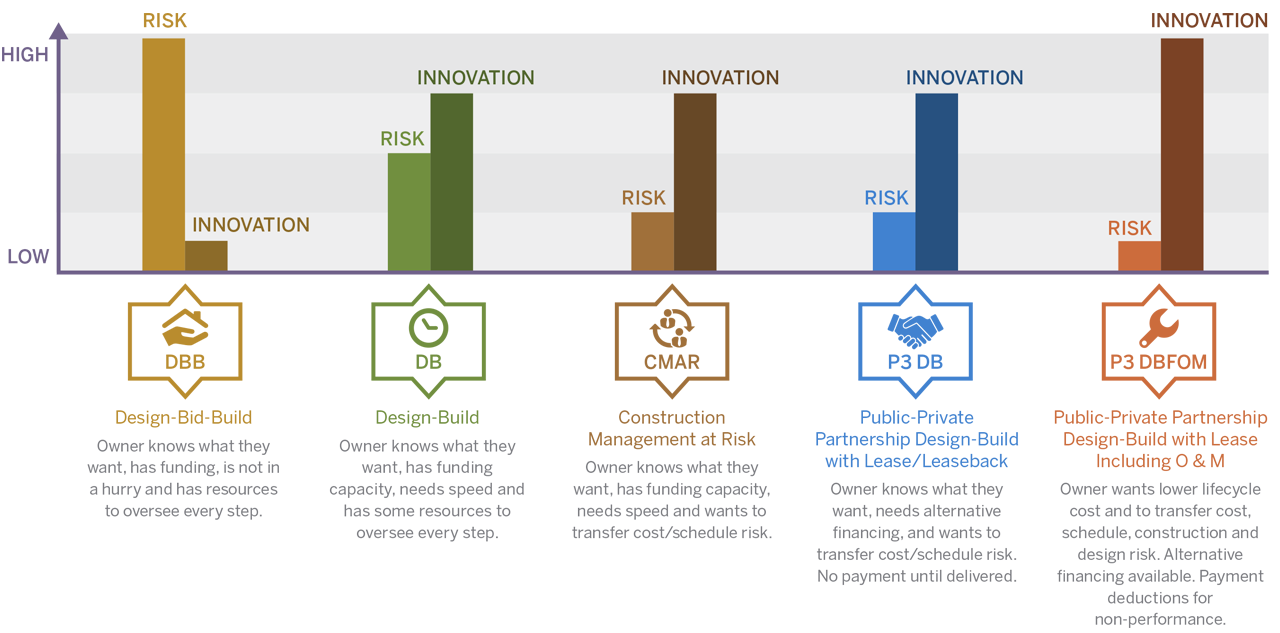 RISK
INNOVATION
HIGH
INNOVATION
INNOVATION
INNOVATION
RISK
RISK
RISK
INNOVATION
RISK
LOW
DBB
DB
CMAR
P3 DB
P3 DBFOM
Design-Bid-Build
Owner knows what they
want, has funding, is not in
a hurry and has resources
to oversee every step.
Design-Build
Owner knows what they
want, has funding
capacity, needs speed and
has some resources to
oversee every step.
Construction
Management at Risk
Owner knows what they
want, has funding capacity,
needs speed and wants to
transfer cost/schedule risk.
Public-Private
Partnership Design-Build
with Lease/Leaseback
Owner knows what they
want, needs alternative
financing, and wants to
transfer cost/schedule risk.
No payment until delivered.
Public-Private Partnership
Design-Build with Lease
Including O & M
Owner wants lower lifecycle
cost and to transfer cost,
schedule, construction and
design risk. Alternative
financing available. Payment
deductions for
non-performance.